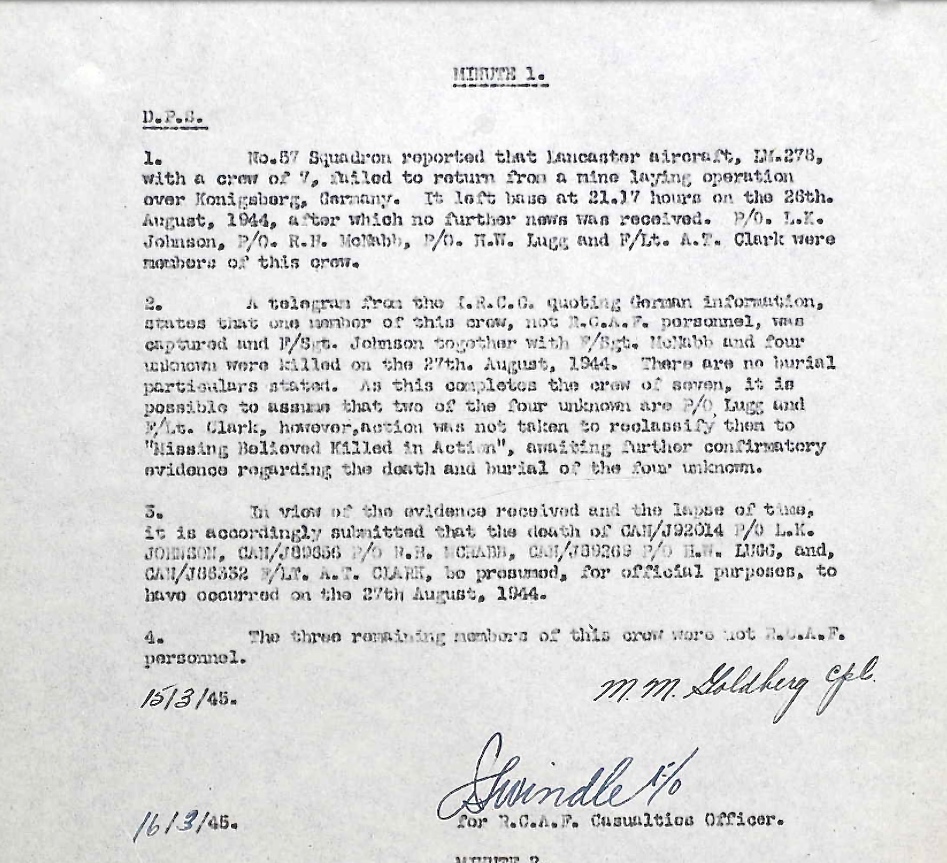 MINUTE 1.
D.P.S.
1. No.57 Squadron reported that Lancaster aircraft, LM.278,
with a crew of 7, failed to return from a mine laying operation
over Konigsberg, Germany. It left base at 21.17 hours on the 26th.
August, 1944, after which no further news was received. P/O. L.K.
Johnson, P/O. R.H. McNabb, P/O. H.W. Lugg and F/Lt. A.T. Clark were
members of this crew.
2. A telegram from the I.R.C.C. quoting German information,
states that one member of this crew, not R.C.A.F. personnel, was
captured and F/Sgt. Johnson together with F/Sgt. McNabb and four
unknown were killed on the 27th. August, 1944. There are no burial
particulars stated. As this completes the crew of seven, it is
possible to assume that two of the four unknown are P/O Lugg and
F/Lt. Clark, however,action was not taken to reclassify them to
"Missing Believed Killed in Action", awaiting further confirmatory
evidence regarding the death and burial of the four unknown.
3. In view of the evidence received and the lapse of time,
it is accordingly submitted that the death of CAN/J92014 P/O L.K.
JOHNSON, CAN/J89656 P/O R.H. MCNABB, CAN/J89269 P/O H.W. LUGG, and,
CAN/J86332 F/LT. A.T. CLARK, be presumed, for official purposes, to
have occurred on the 27th August, 1944.
4. The three remaining members of this crew were not R.C.A.F.
personnel.
15/3/45. M.M. Goldberg Cpl.
Swindle F/O
16/3/45. for R.C.A.F. Casualties Officer.
MINUTE 2